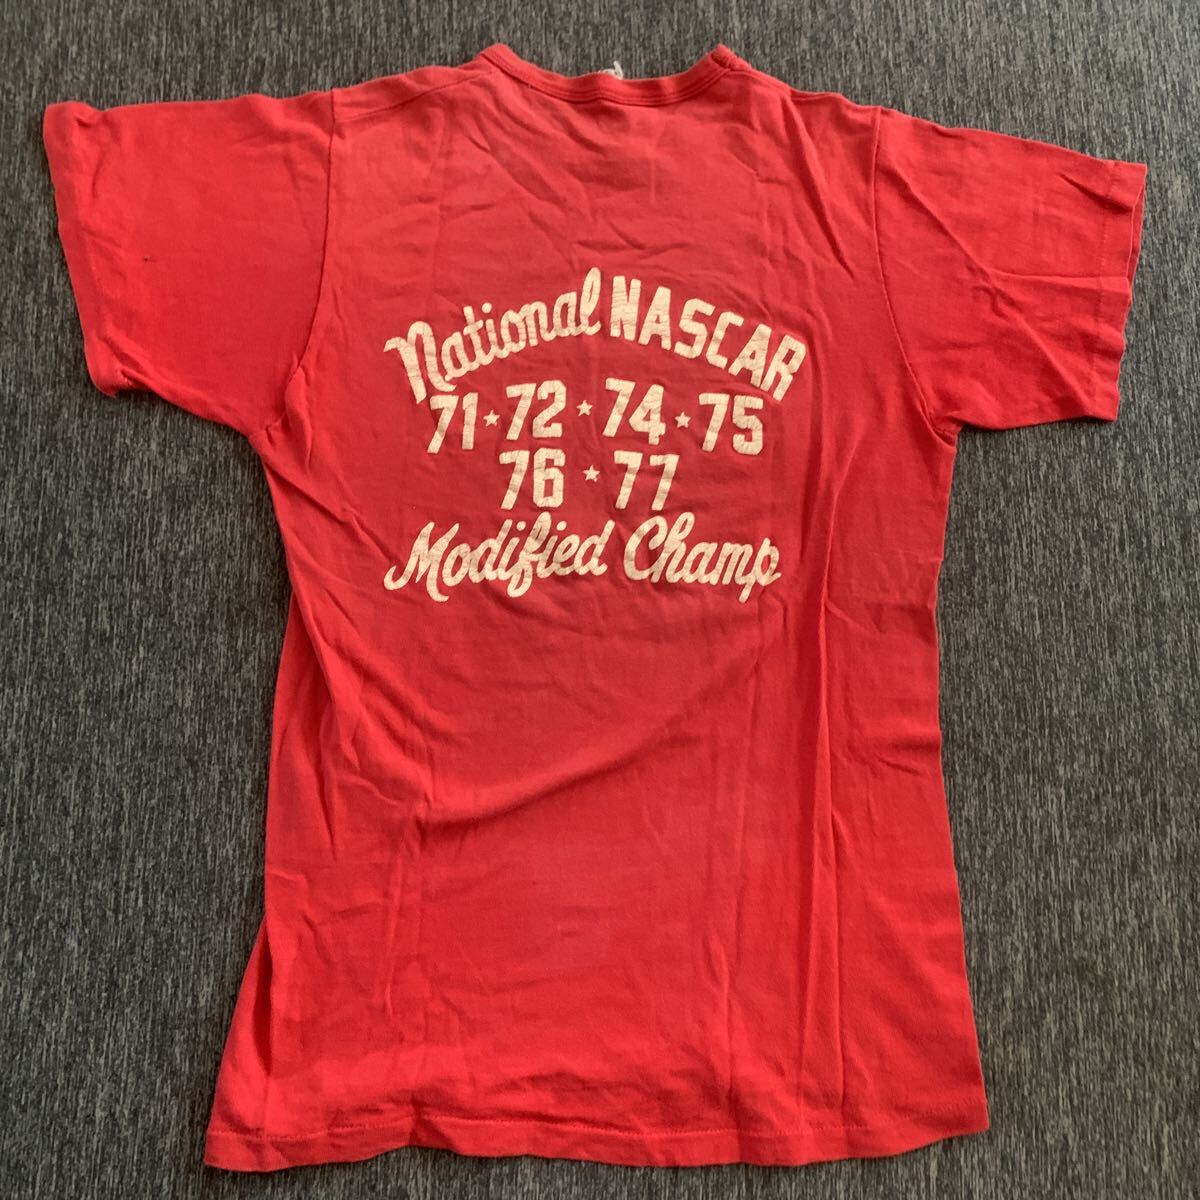 National NASCAR
71 ★ 72 ★ 74 ★ 75
76 ★ 77
Modified Champ